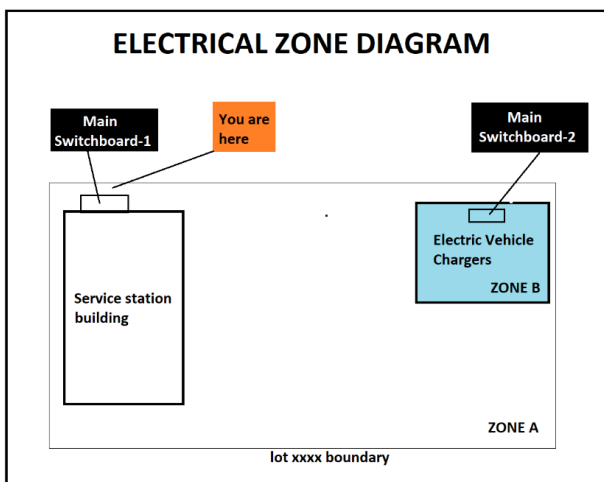 ELECTRICAL ZONE DIAGRAM
Main
Switchboard-1
You are
here
Main
Switchboard-2
Electric Vehicle
Chargers
ZONE B
Service station
building
ZONE A
lot xxxx boundary